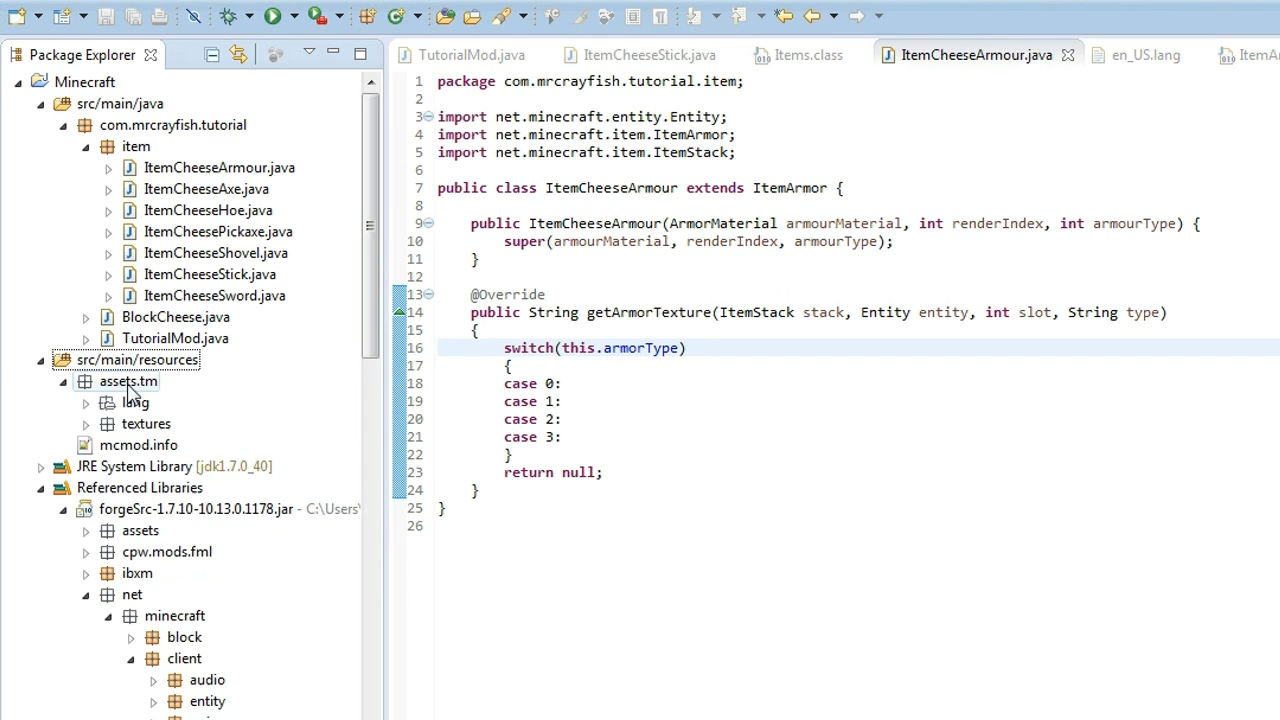 Package Explorer
Minecraft
src/main/java
com.mrcrayfish.tutorial
item
ItemCheeseArmour.java
ItemCheeseAxe.java
ItemCheeseHoe.java
ItemCheesePickaxe.java
ItemCheeseShovel.java
ItemCheeseStick.java
ItemCheeseSword.java
BlockCheese.java
TutorialMod.java
src/main/resources
assets.tm
lang
textures
mcmod.info
JRE System Library [jdk1.7.0_40]
Referenced Libraries
forgeSrc-1.7.10-10.13.0.1178.jar - C:\Users\
assets
cpw.mods.fml
ibxm
net
minecraft
block
client
audio
entity
TutorialMod.java ItemCheeseStick.java Items.class ItemCheeseArmour.java en_US.lang ItemAr
1 package com.mrcrayfish.tutorial.item;
2
3 import net.minecraft.entity.Entity;
4 import net.minecraft.item.ItemArmor;
5 import net.minecraft.item.ItemStack;
6
7 public class ItemCheeseArmour extends ItemArmor {
8
9 public ItemCheeseArmour(ArmorMaterial armourMaterial, int renderIndex, int armourType) {
10 super(armourMaterial, renderIndex, armourType);
11 }
12
13 @Override
14 public String getArmorTexture(ItemStack stack, Entity entity, int slot, String type)
15 {
16 switch(this.armorType)
17 {
18 case 0:
19 case 1:
20 case 2:
21 case 3:
22 }
23 return null;
24 }
25 }
26